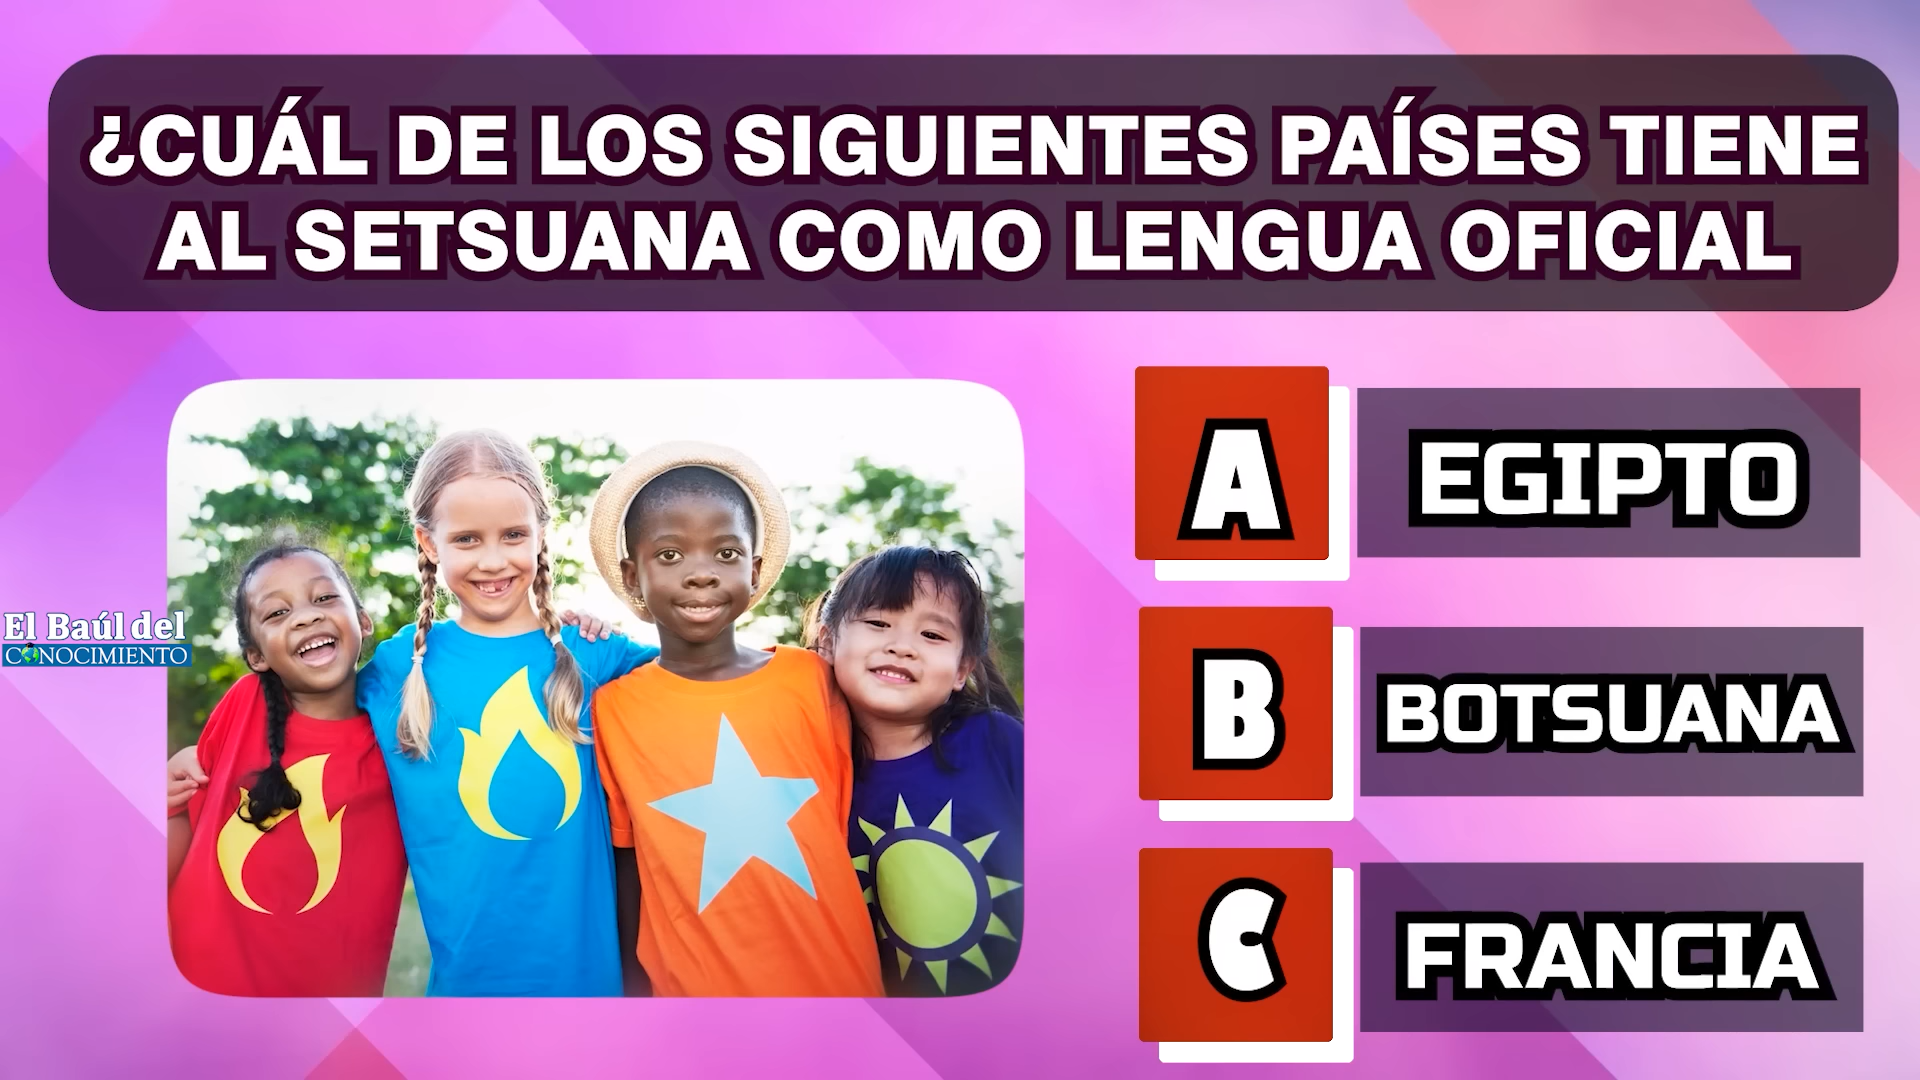 ¿CUÁL DE LOS SIGUIENTES PAÍSES TIENE
AL SETSUANA COMO LENGUA OFICIAL
A
EGIPTO
B
BOTSUANA
C
FRANCIA
El Baúl del
CONOCIMIENTO